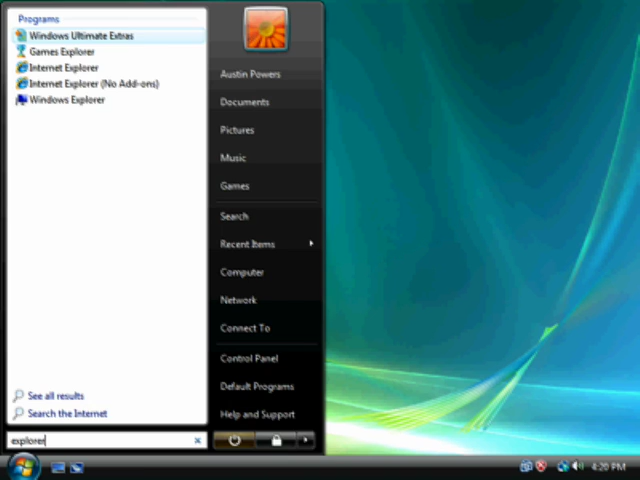 Programs
Windows Ultimate Extras
Games Explorer
Internet Explorer
Internet Explorer (No Add-ons)
Windows Explorer
See all results
Search the Internet
explorer
Austin Powers
Documents
Pictures
Music
Games
Search
Recent Items
Computer
Network
Connect To
Control Panel
Default Programs
Help and Support
4:20 PM